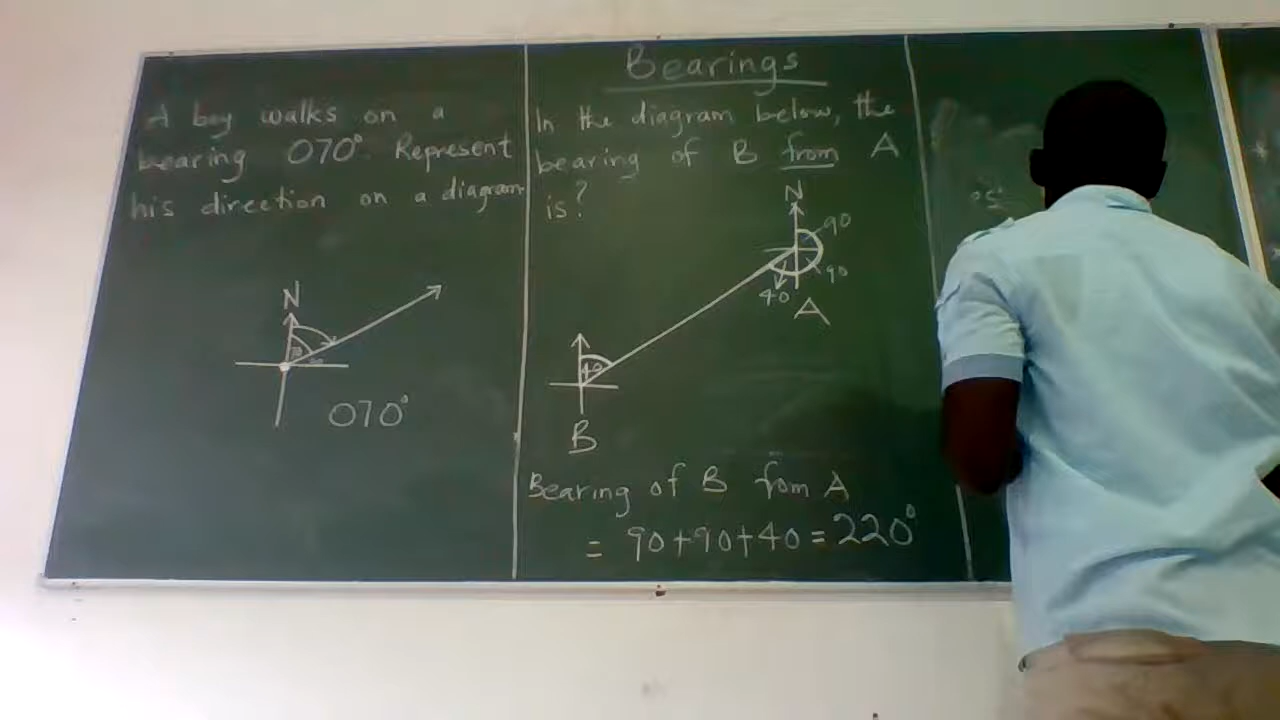 A boy walks on a
bearing 070°. Represent
his direction on a diagram
N
070°
Bearings
In the diagram below, the
bearing of B from A
is?
N
90
90
40
A
40
B
Bearing of B from A
= 90+90+40=220°